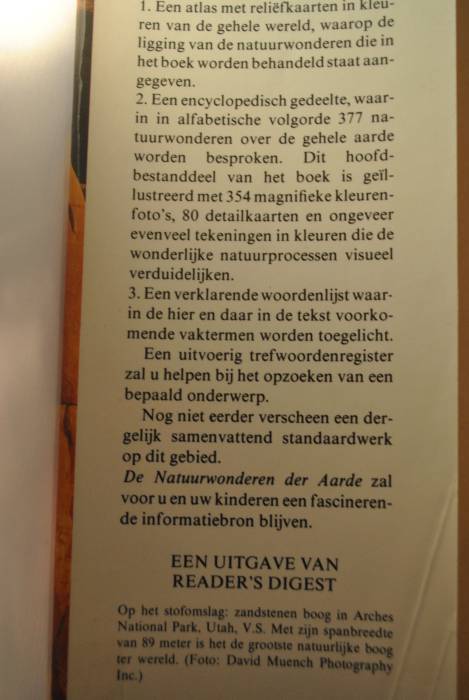 1. Een atlas met reliëfkaarten in kleu-
ren van de gehele wereld, waarop de
ligging van de natuurwonderen die in
het boek worden behandeld staat aan-
gegeven.
2. Een encyclopedisch gedeelte, waar-
in in alfabetische volgorde 377 na-
tuurwonderen over de gehele aarde
worden besproken. Dit hoofd-
bestanddeel van het boek is geïl-
lustreerd met 354 magnifieke kleuren-
foto's, 80 detailkaarten en ongeveer
evenveel tekeningen in kleuren die de
wonderlijke natuurprocessen visueel
verduidelijken.
3. Een verklarende woordenlijst waar-
in de hier en daar in de tekst voorko-
mende vaktermen worden toegelicht.
Een uitvoerig trefwoordenregister
zal u helpen bij het opzoeken van een
bepaald onderwerp.
Nog niet eerder verscheen een der-
gelijk samenvattend standaardwerk
op dit gebied.
De Natuurwonderen der Aarde zal
voor u en uw kinderen een fascineren-
de informatiebron blijven.
EEN UITGAVE VAN
READER'S DIGEST
Op het stofomslag: zandstenen boog in Arches
National Park, Utah, V.S. Met zijn spanbreedte
van 89 meter is het de grootste natuurlijke boog
ter wereld. (Foto: David Muench Photography
Inc.)